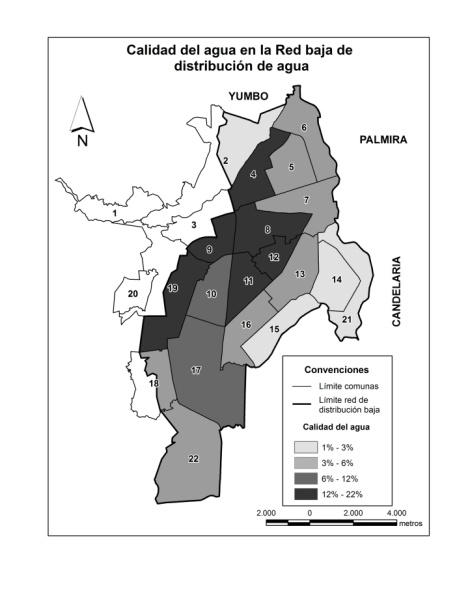 Calidad del agua en la Red baja de
distribución de agua
YUMBO
PALMIRA
N
CANDELARIA
6
4
5
2
7
1
3
8
9
12
14
13
20
19
10
11
21
16
15
17
18
22
Convenciones
Límite comunas
Límite red de
distribución baja
Calidad del agua
1% - 3%
3% - 6%
6% - 12%
12% - 22%
2.000 0 2.000 4.000
metros